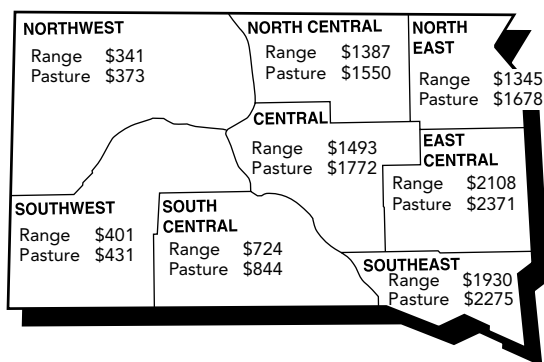 NORTHWEST
Range $341
Pasture $373
NORTH CENTRAL
Range $1387
Pasture $1550
NORTH
EAST
Range $1345
Pasture $1678
CENTRAL
Range $1493
Pasture $1772
EAST
CENTRAL
Range $2108
Pasture $2371
SOUTHWEST
Range $401
Pasture $431
SOUTH
CENTRAL
Range $724
Pasture $844
SOUTHEAST
Range $1930
Pasture $2275